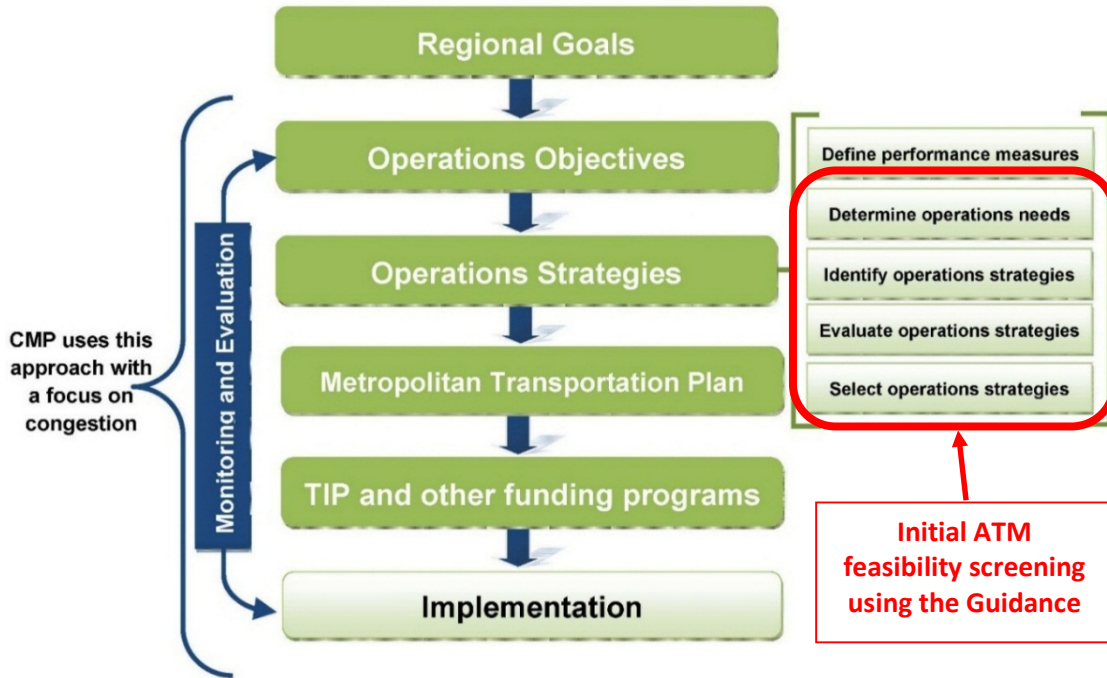 Regional Goals
Operations Objectives
Operations Strategies
Metropolitan Transportation Plan
TIP and other funding programs
Implementation
Monitoring and Evaluation
CMP uses this
approach with
a focus on
congestion
Define performance measures
Determine operations needs
Identify operations strategies
Evaluate operations strategies
Select operations strategies
Initial ATM
feasibility screening
using the Guidance